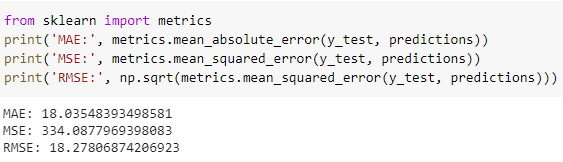 from sklearn import metrics
print('MAE:', metrics.mean_absolute_error(y_test, predictions))
print('MSE:', metrics.mean_squared_error(y_test, predictions))
print('RMSE:', np.sqrt(metrics.mean_squared_error(y_test, predictions)))
MAE: 18.03548393498581
MSE: 334.0877969398083
RMSE: 18.27806874206923